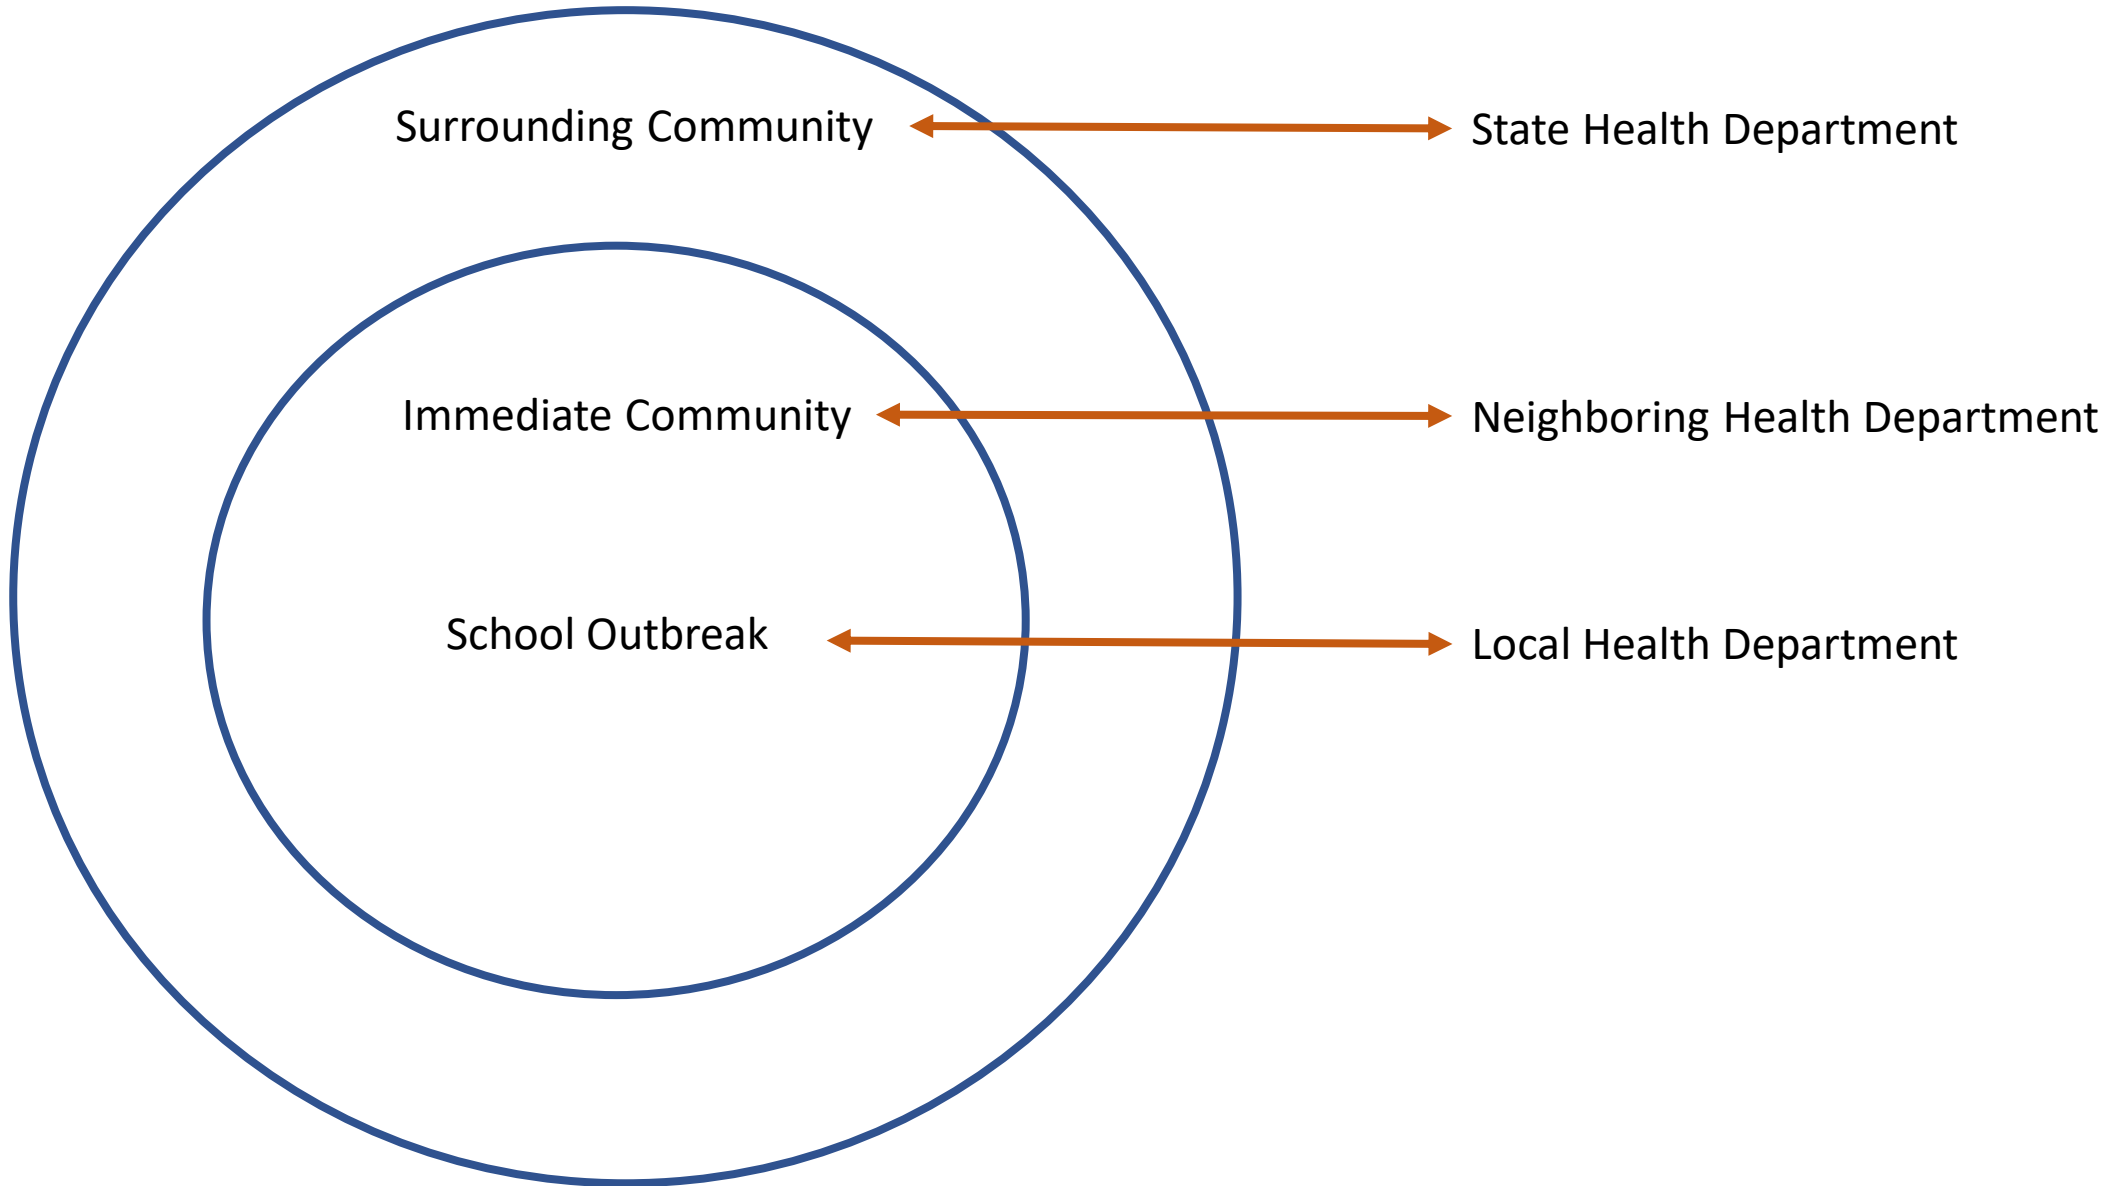 Surrounding Community
State Health Department
Immediate Community
Neighboring Health Department
School Outbreak
Local Health Department